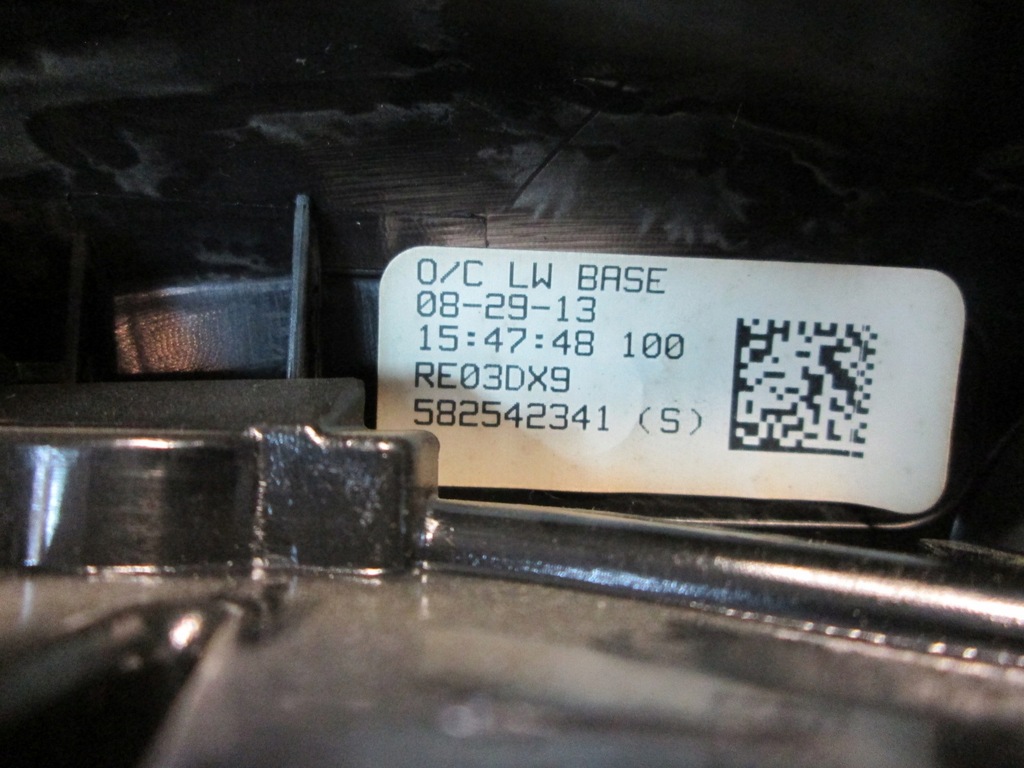 O/C LW BASE
08-29-13
15:47:48 100
RE03DX9
582542341 (S)